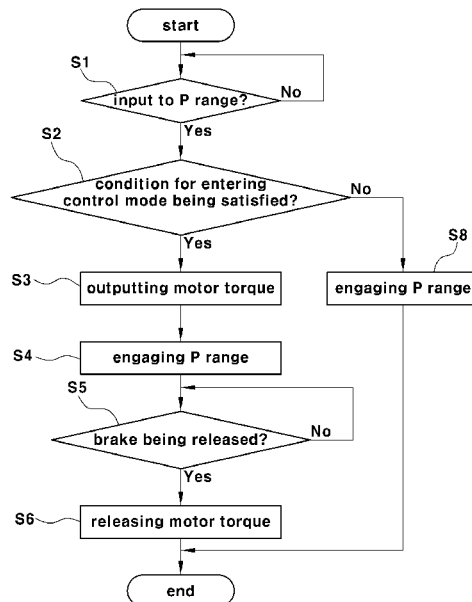 start
S1
input to P range?
No
Yes
S2
condition for entering
control mode being satisfied?
No
Yes
S3
outputting motor torque
S8
engaging P range
S4
engaging P range
S5
brake being released?
No
Yes
S6
releasing motor torque
end